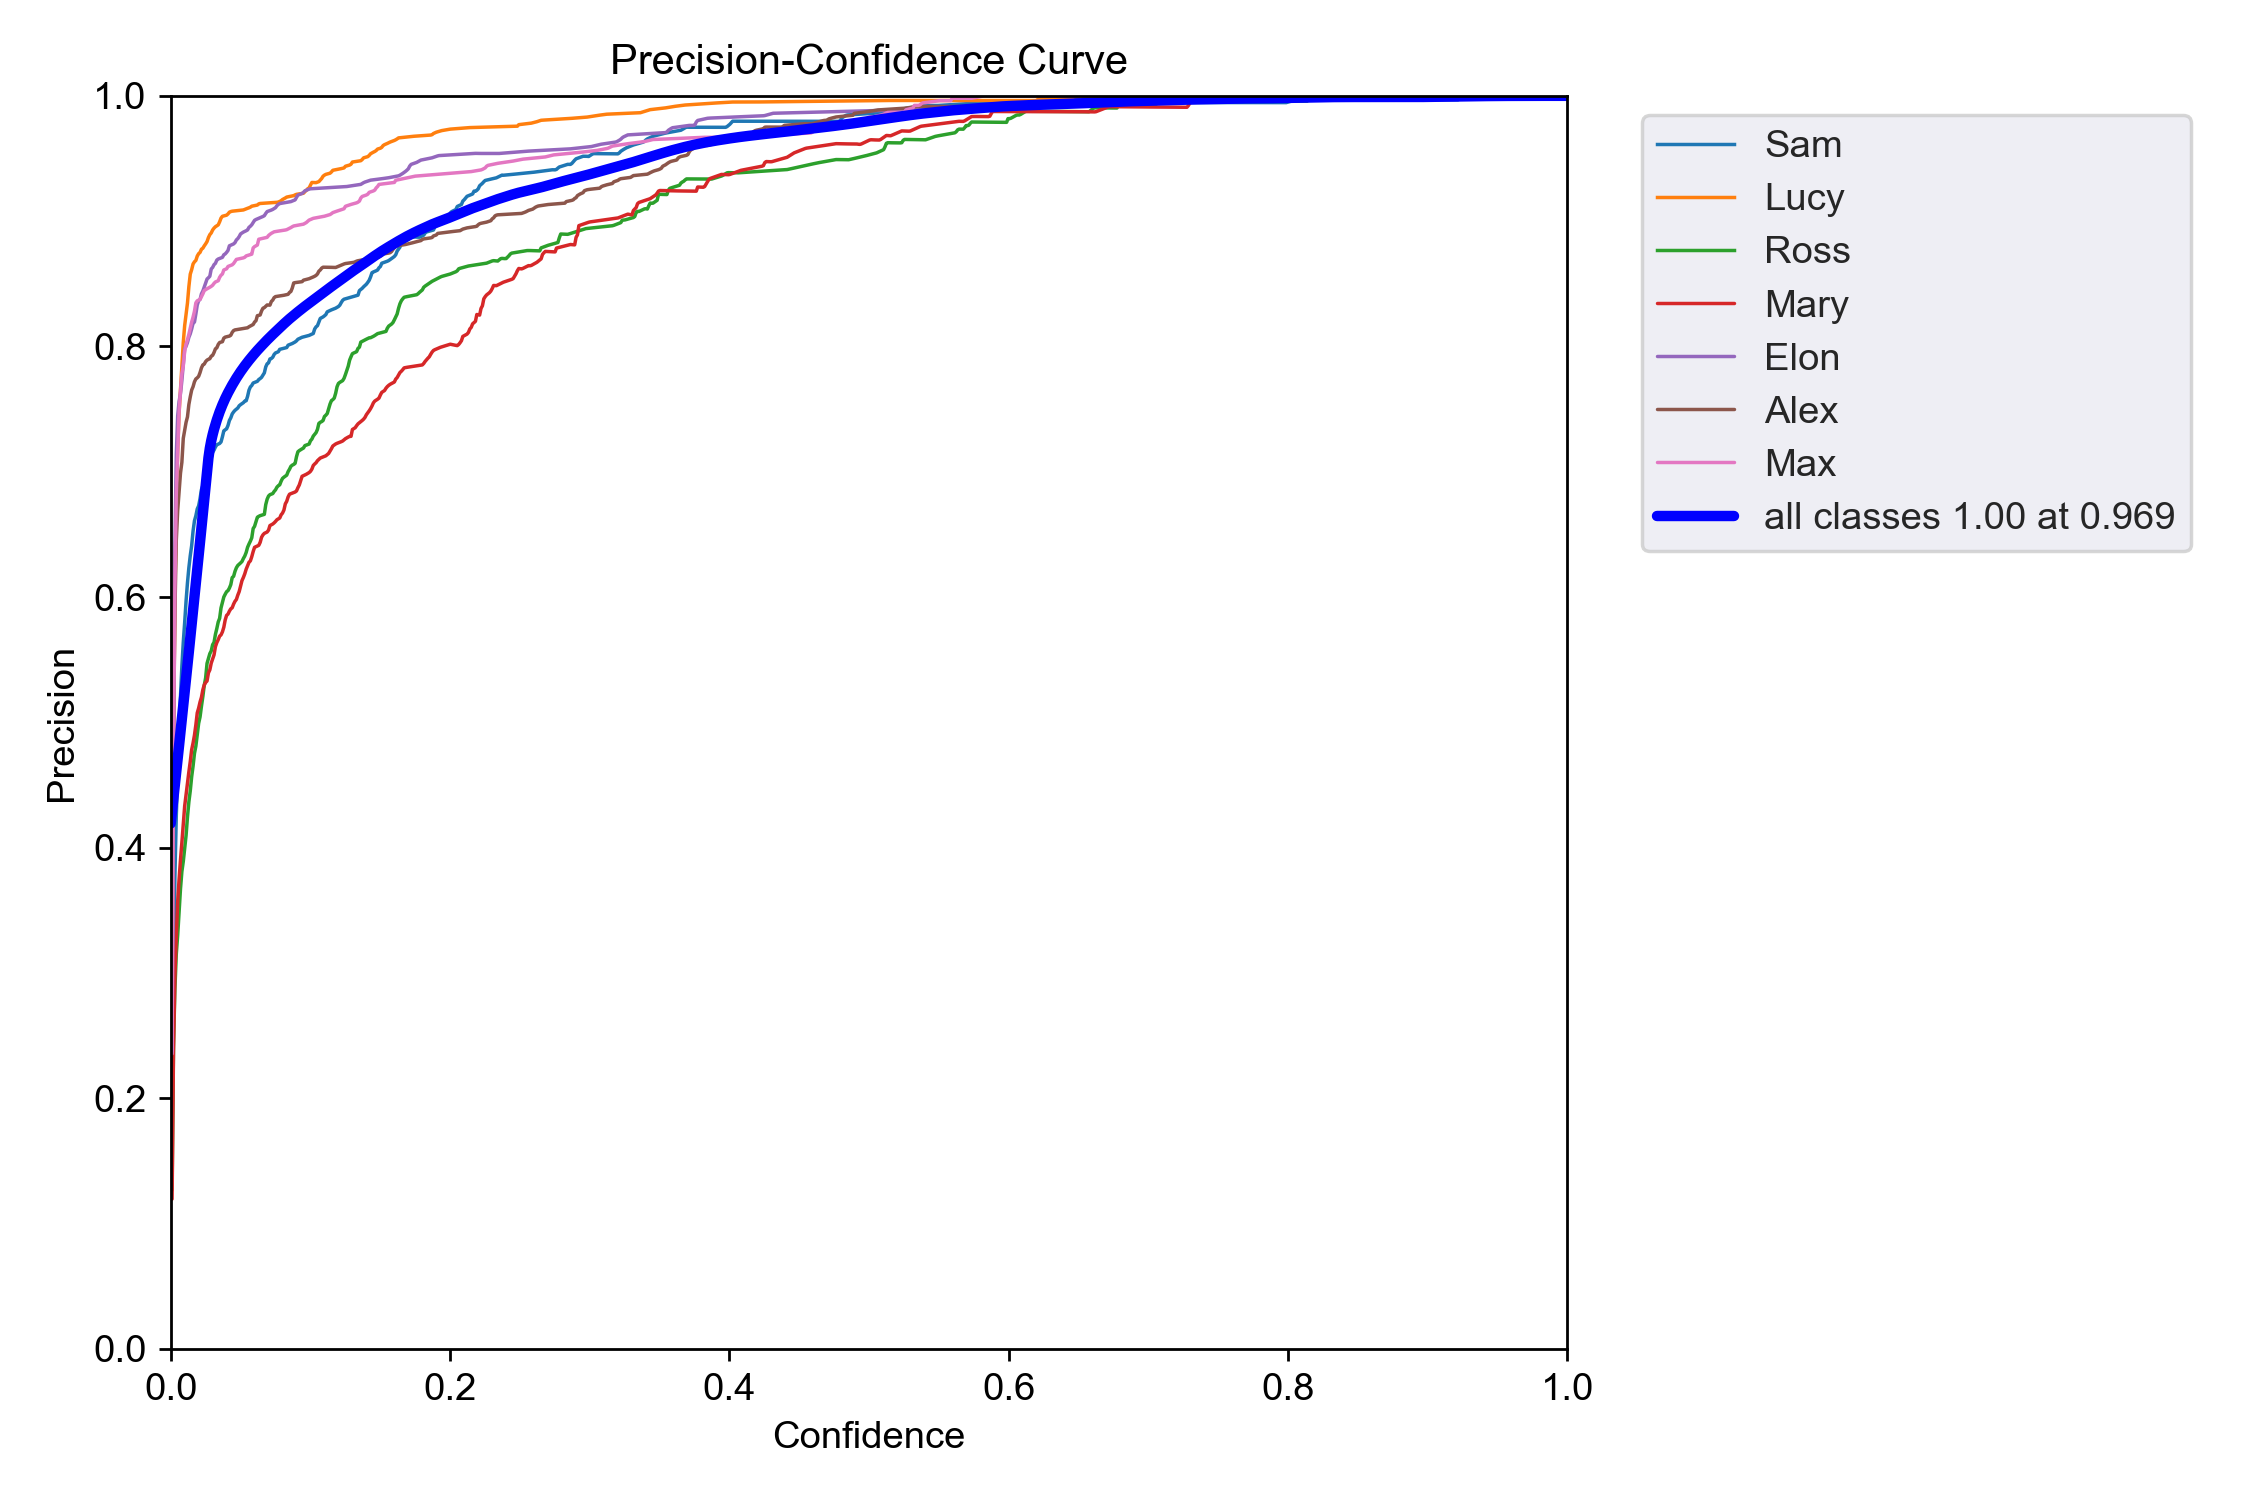 Precision-Confidence Curve
1.0
0.8
0.6
0.4
0.2
0.0
Precision
0.0 0.2 0.4 0.6 0.8 1.0
Confidence
Sam
Lucy
Ross
Mary
Elon
Alex
Max
all classes 1.00 at 0.969